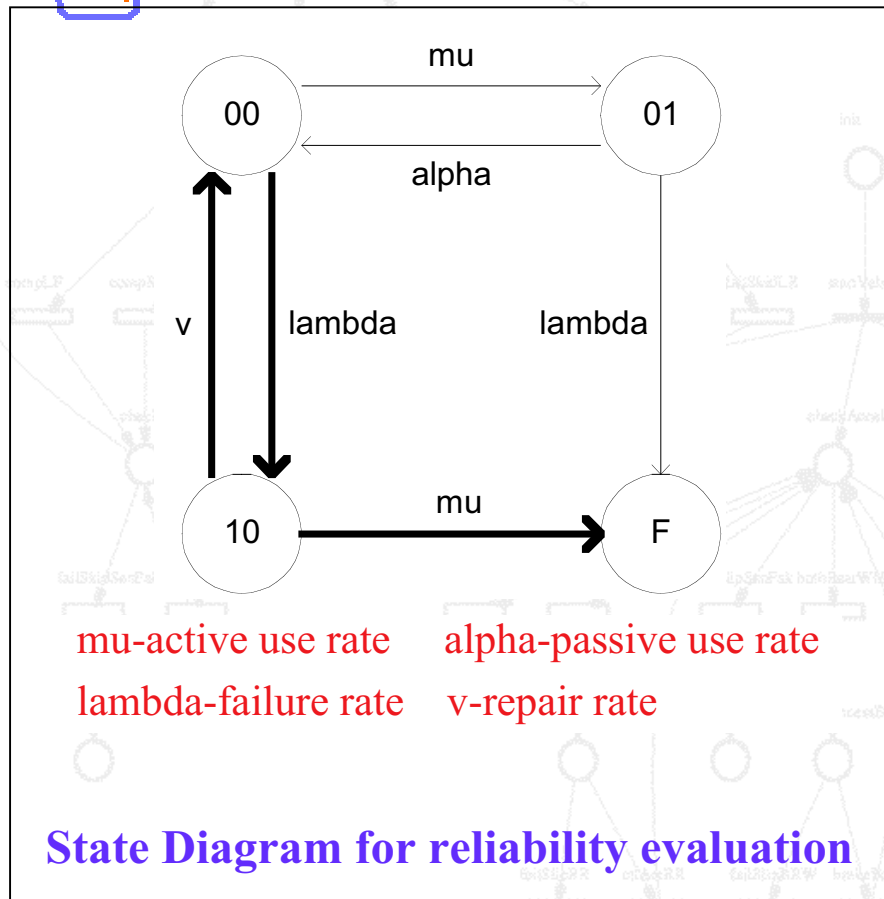 mu
00
01
alpha
v
lambda
lambda
mu
10
F
mu-active use rate alpha-passive use rate
lambda-failure rate v-repair rate
State Diagram for reliability evaluation